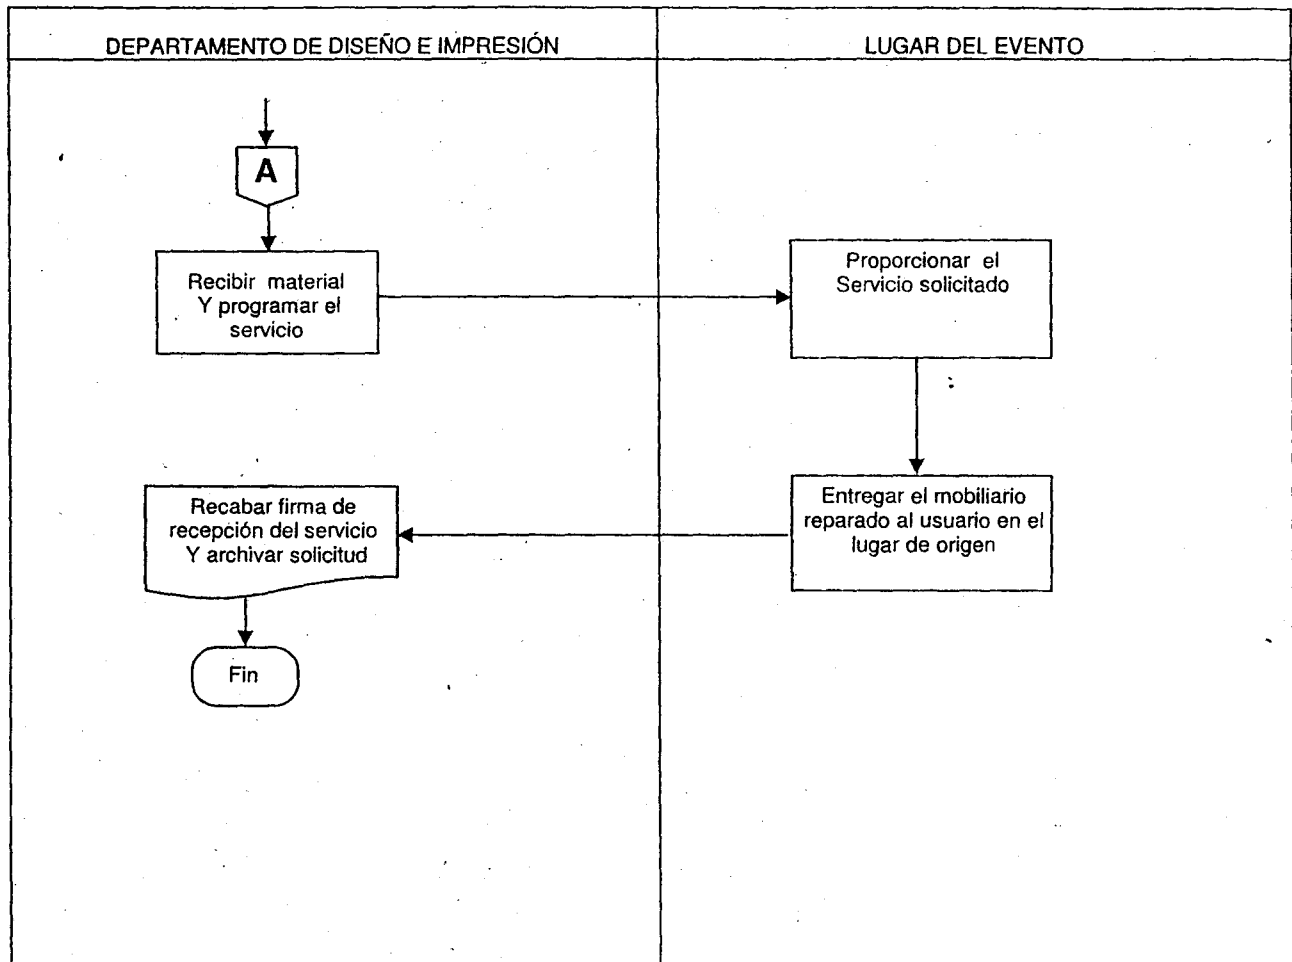 DEPARTAMENTO DE DISEÑO E IMPRESIÓN
LUGAR DEL EVENTO
A
Recibir material
Y programar el
servicio
Proporcionar el
Servicio solicitado
Entregar el mobiliario
reparado al usuario en el
lugar de origen
Recabar firma de
recepción del servicio
Y archivar solicitud
Fin